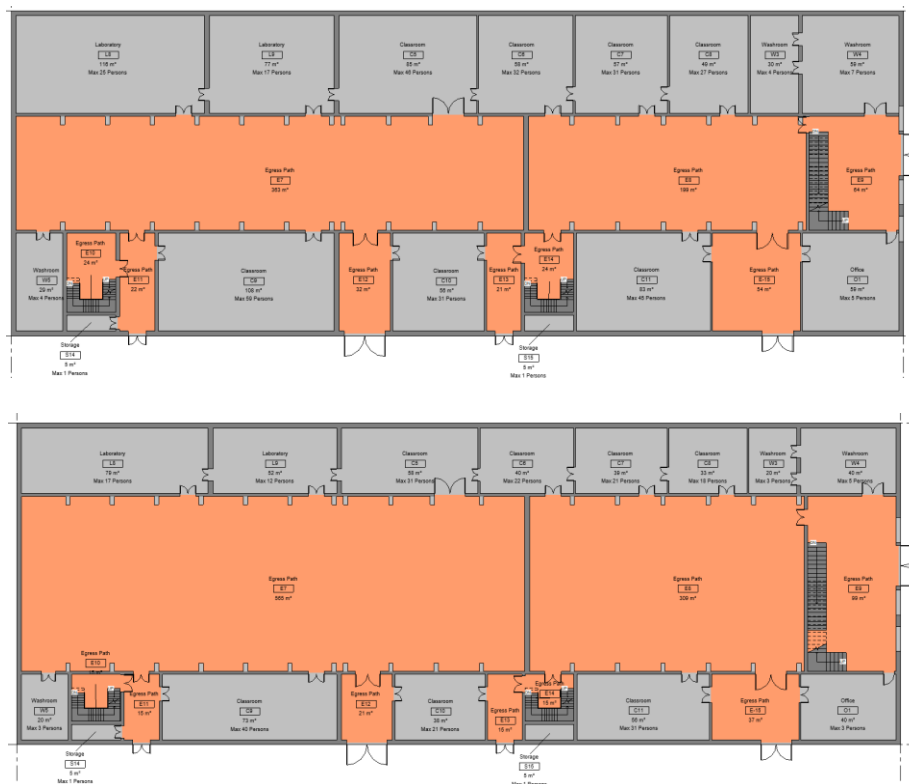 Laboratory
L8
116 m²
Max 25 Persons
Laboratory
L9
77 m²
Max 17 Persons
Classroom
C5
85 m²
Max 46 Persons
Classroom
C6
58 m²
Max 32 Persons
Classroom
C7
57 m²
Max 31 Persons
Classroom
C8
49 m²
Max 27 Persons
Washroom
W3
30 m²
Max 4 Persons
Washroom
W4
59 m²
Max 7 Persons
Egress Path
E7
363 m²
Egress Path
E8
199 m²
Egress Path
E9
64 m²
Washroom
W5
29 m²
Max 4 Persons
Egress Path
E10
24 m²
Egress Path
E11
22 m²
Classroom
C9
108 m²
Max 59 Persons
Egress Path
E12
32 m²
Classroom
C10
56 m²
Max 31 Persons
Egress Path
E13
21 m²
Egress Path
E14
24 m²
Classroom
C11
83 m²
Max 45 Persons
Egress Path
E-15
Office
O1
59 m²
Max 5 Persons
Storage
S14
5 m²
Max 1 Persons
Storage
S15
5 m²
Max 1 Persons
Laboratory
L8
79 m²
Max 17 Persons
Laboratory
L9
52 m²
Max 12 Persons
Classroom
C5
58 m²
Max 31 Persons
Classroom
C6
40 m²
Max 22 Persons
Classroom
C7
39 m²
Max 21 Persons
Classroom
C8
33 m²
Max 18 Persons
Washroom
W3
20 m²
Max 3 Persons
Washroom
W4
40 m²
Max 5 Persons
Egress Path
E7
565 m²
Egress Path
E8
309 m²
Egress Path
E9
99 m²
Washroom
W5
20 m²
Max 3 Persons
Egress Path
E10
Egress Path
E11
15 m²
Classroom
C9
73 m²
Max 40 Persons
Egress Path
E12
21 m²
Classroom
C10
38 m²
Max 21 Persons
Egress Path
E13
15 m²
Egress Path
E14
15 m²
Classroom
C11
56 m²
Max 31 Persons
Egress Path
E-15
37 m²
Office
O1
40 m²
Max 3 Persons
Storage
S14
5 m²
Max 1 Persons
Storage
S15
5 m²
Max 1 Persons